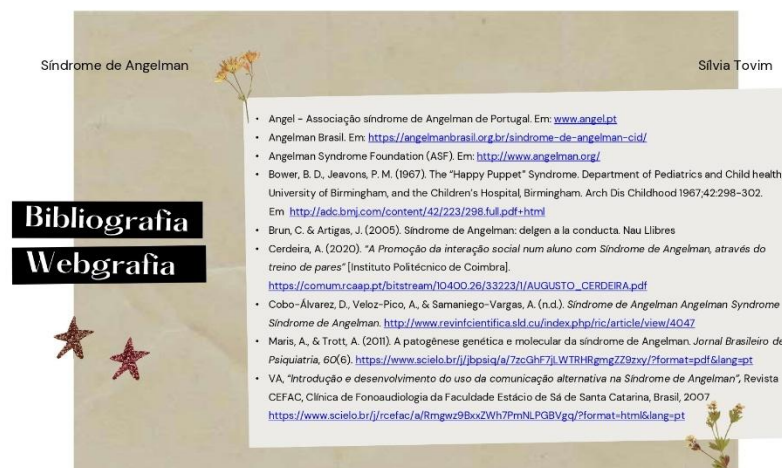 Síndrome de Angelman
Sílvia Tovim
Bibliografia
Webgrafia
• Angel – Associação síndrome de Angelman de Portugal. Em: www.angel.pt
• Angelman Brasil. Em: https://angelmanbrasil.org.br/sindrome-de-angelman-cid/
• Angelman Syndrome Foundation (ASF). Em: http://www.angelman.org/
• Bower, B. D., Jeavons, P. M. (1967). The "Happy Puppet" Syndrome. Department of Pediatrics and Child health,
University of Birmingham, and the Children's Hospital, Birmingham. Arch Dis Childhood 1967;42:298-302.
Em http://adc.bmj.com/content/42/223/298.full.pdf+html
• Brun, C. & Artigas, J. (2005). Síndrome de Angelman: delgen a la conducta. Nau Llibres
• Cerdeira, A. (2020). "A Promoção da interação social num aluno com Síndrome de Angelman, através do
treino de pares" [Instituto Politécnico de Coimbra].
https://comum.rcaap.pt/bitstream/10400.26/33223/1/AUGUSTO_CERDEIRA.pdf
• Cobo-Álvarez, D., Veloz-Pico, A., & Samaniego-Vargas, A. (n.d.). Síndrome de Angelman Angelman Syndrome
Síndrome de Angelman. http://www.revinfcientifica.sld.cu/index.php/ric/article/view/4047
• Maris, A., & Trott, A. (2011). A patogênese genética e molecular da síndrome de Angelman. Jornal Brasileiro de
Psiquiatria, 60(6). https://www.scielo.br/j/jbpsiq/a/7zcGhF7jLWTRHRgmgZZ9zxy/?format=pdf&lang=pt
• VA, "Introdução e desenvolvimento do uso da comunicação alternativa na Síndrome de Angelman", Revista
CEFAC, Clínica de Fonoaudiologia da Faculdade Estácio de Sá de Santa Catarina, Brasil, 2007
https://www.scielo.br/j/rcefac/a/Rmgwz9BxxZWh7PmNLPGBVgq/?format=html&lang=pt